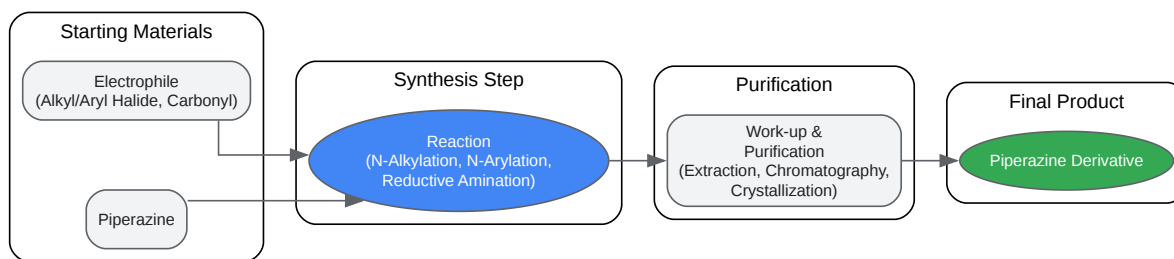 Starting Materials
Electrophile
(Alkyl/Aryl Halide, Carbonyl)
Piperazine
Synthesis Step
Reaction
(N-Alkylation, N-Arylation,
Reductive Amination)
Purification
Work-up &
Purification
(Extraction, Chromatography,
Crystallization)
Final Product
Piperazine Derivative